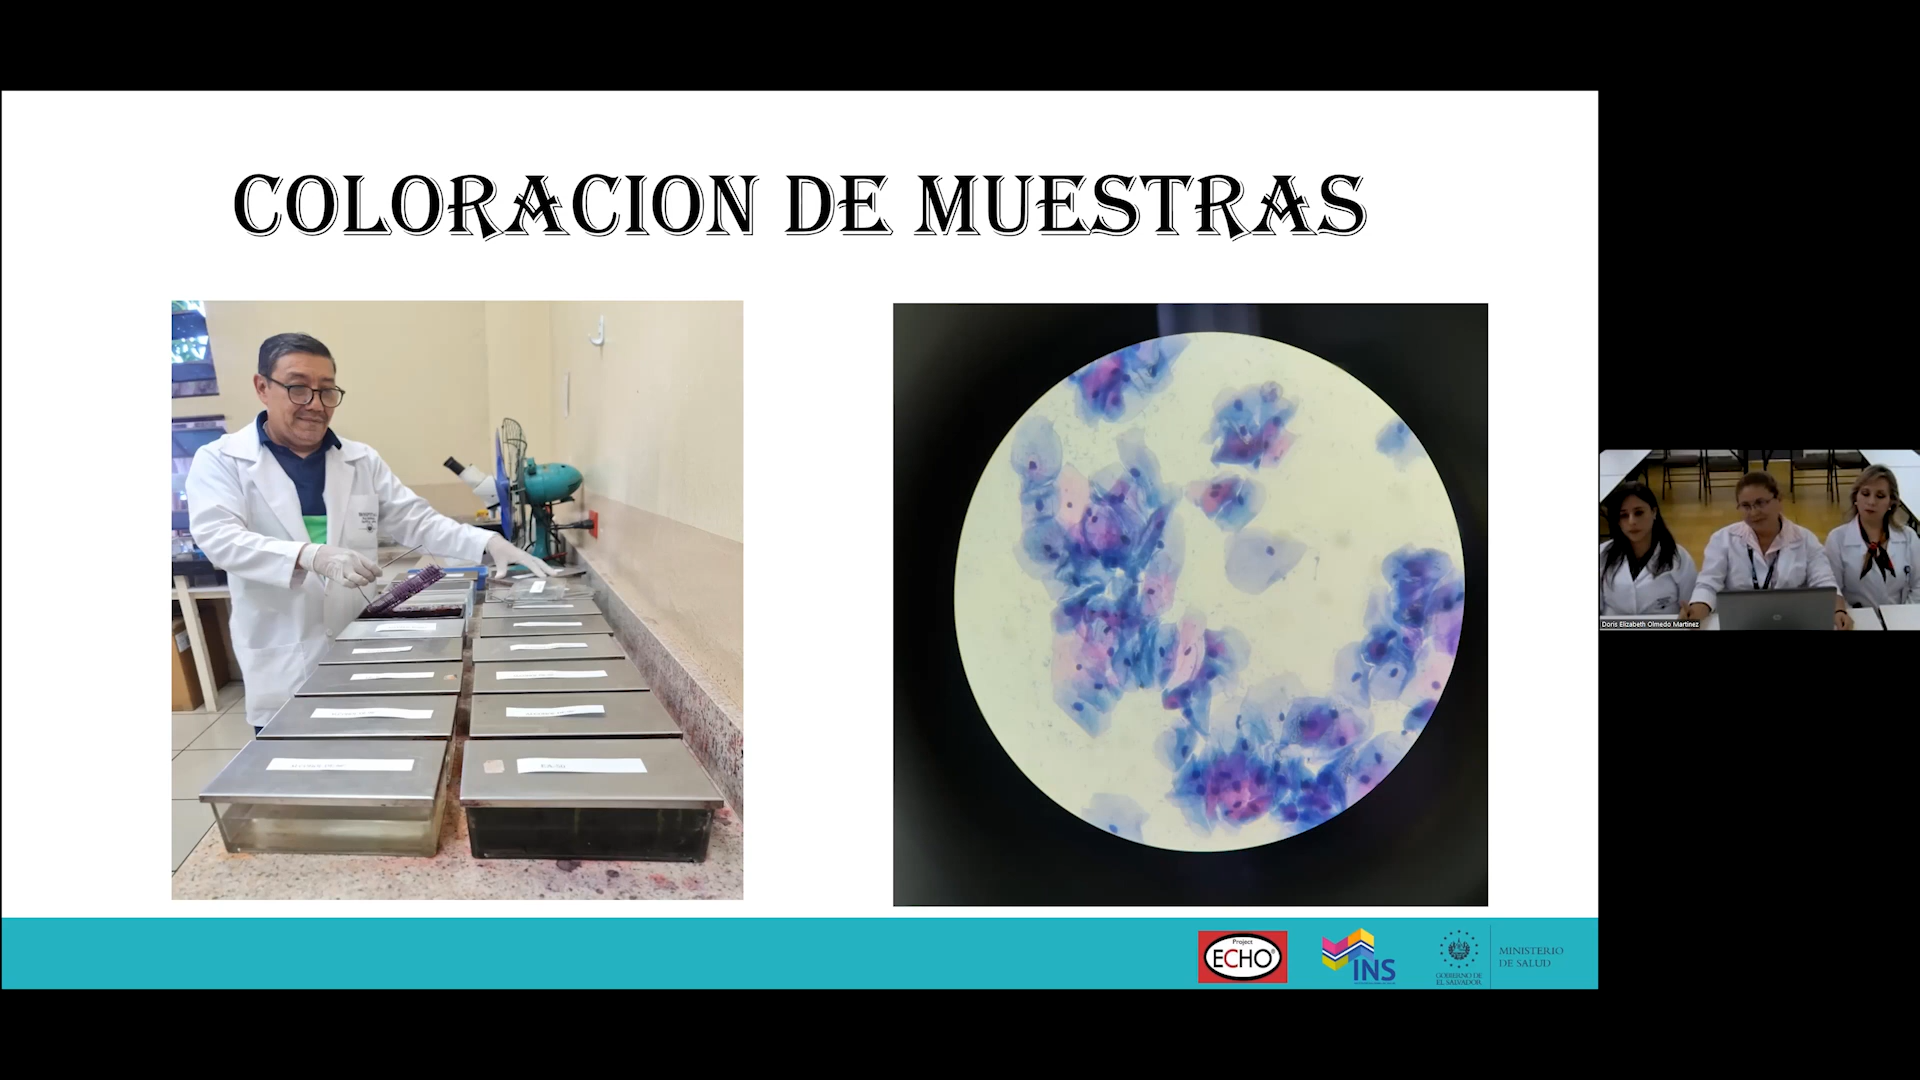 COLORACION DE MUESTRAS
Doris Elizabeth Olmedo Martinez
Project
ECHO
INS
GOBIERNO DE
EL SALVADOR
MINISTERIO
DE SALUD